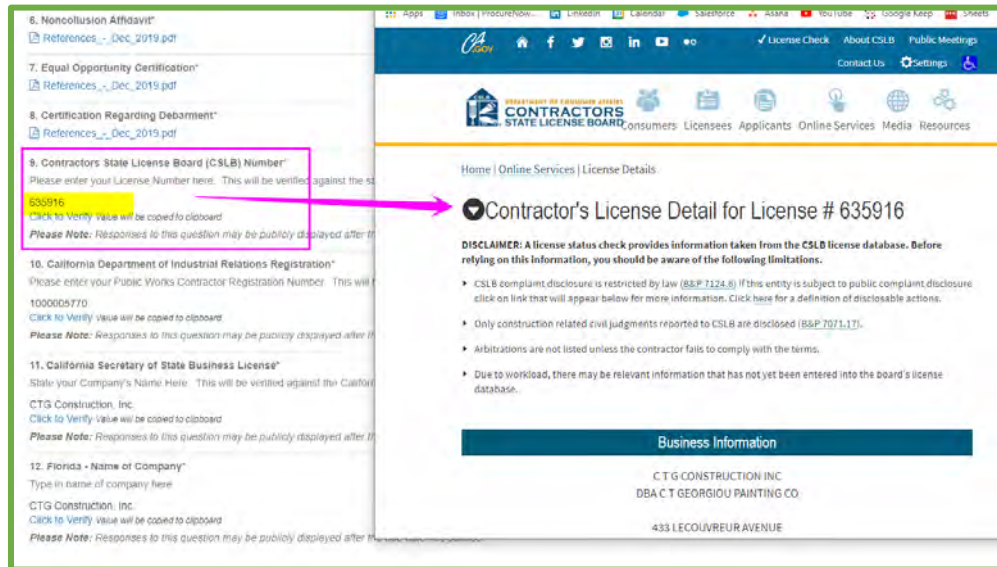 6. Noncollusion Affidavit*
References_-_Dec_2019.pdf
7. Equal Opportunity Certification*
References_-_Dec_2019.pdf
8. Certification Regarding Debarment*
References_-_Dec_2019.pdf
9. Contractors State License Board (CSLB) Number*
Please enter your License Number here. This will be verified against the st
635916
Click to Verify Value will be copied to clipboard
Please Note: Responses to this question may be publicly displayed after th
10. California Department of Industrial Relations Registration*
Please enter your Public Works Contractor Registration Number. This will
1000005770
Click to Verify Value will be copied to clipboard
Please Note: Responses to this question may be publicly displayed after th
11. California Secretary of State Business License*
State your Company's Name Here. This will be verified against the Californ
CTG Construction, Inc.
Click to Verify Value will be copied to clipboard
Please Note: Responses to this question may be publicly displayed after th
12. Florida - Name of Company*
Type in name of company here
CTG Construction, Inc.
Click to Verify Value will be copied to clipboard
Please Note: Responses to this question may be publicly displayed after
Apps Inbox | ProcureNow... LinkedIn Calendar Salesforce Asana YouTube Google Keep Sheets
CA .GOV License Check About CSLB Public Meetings
Contact Us Settings
CSLB DEPARTMENT OF CONSUMER AFFAIRS
CONTRACTORS
STATE LICENSE BOARD
Consumers Licensees Applicants Online Services Media Resources
Home | Online Services | License Details
Contractor's License Detail for License # 635916
DISCLAIMER: A license status check provides information taken from the CSLB license database. Before
relying on this information, you should be aware of the following limitations.
CSLB complaint disclosure is restricted by law (B&P 7124.6) If this entity is subject to public complaint disclosure
click on link that will appear below for more information. Click here for a definition of disclosable actions.
Only construction related civil judgments reported to CSLB are disclosed (B&P 7071.17).
Arbitrations are not listed unless the contractor fails to comply with the terms.
Due to workload, there may be relevant information that has not yet been entered into the board's license
database.
Business Information
C T G CONSTRUCTION INC
DBA C T GEORGIOU PAINTING CO
433 LECOUVREUR AVENUE